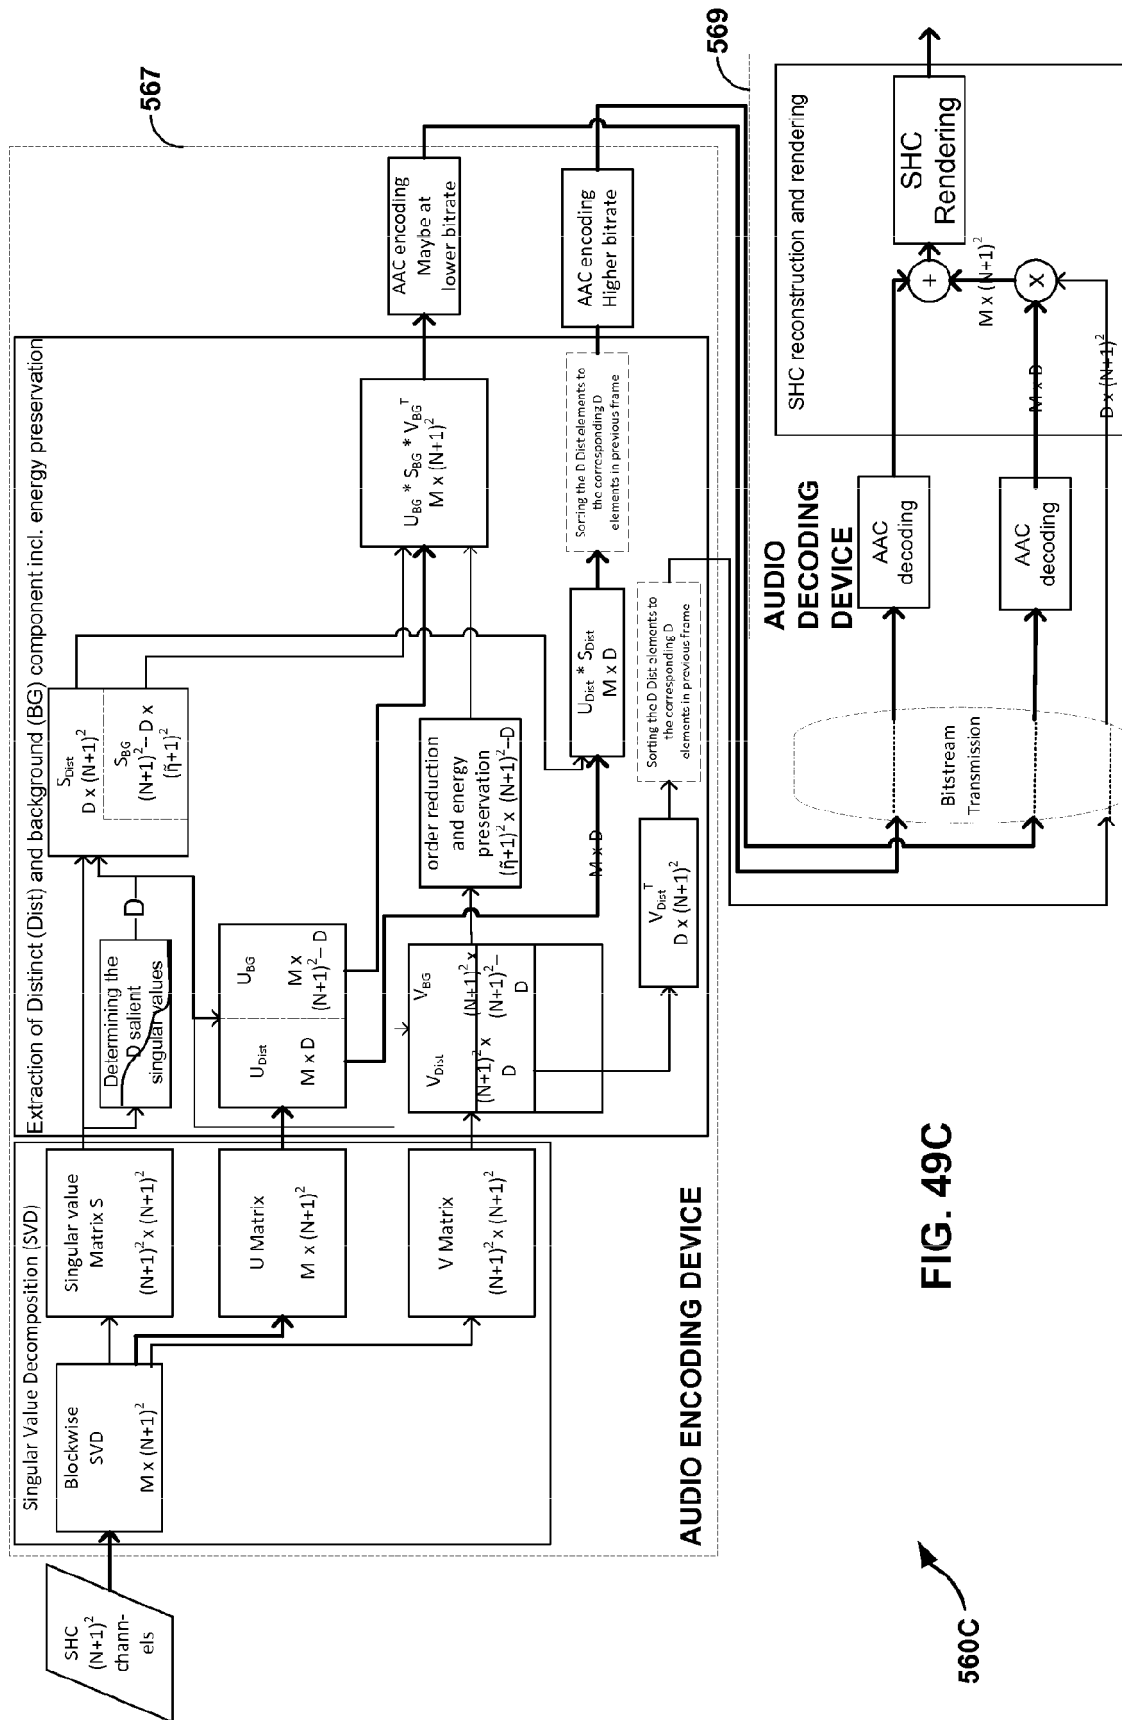 SHC
(N+1)²
chann-
els
Singular Value Decomposition (SVD)
Blockwise
SVD
M x (N+1)²
Singular value
Matrix S
(N+1)² x (N+1)²
U Matrix
M x (N+1)²
V Matrix
(N+1)² x (N+1)²
AUDIO ENCODING DEVICE
567
Extraction of Distinct (Dist) and background (BG) component incl. energy preservation
Determining the
D salient
singular values
D
S_Dist
D x (N+1)²
S_BG
(N+1)² – D x
(ñ+1)²
U_Dist
M x D
U_BG
M x
(N+1)² – D
V_Dist
(N+1)² x
D
V_BG
(N+1)² x
(N+1)² –
D
order reduction
and energy
preservation
(ñ+1)² x (N+1)² – D
M x D
V_Dist^T
D x (N+1)²
U_BG * S_BG * V_BG^T
M x (N+1)²
U_Dist * S_Dist
M x D
Sorting the D Dist elements to
the corresponding D
elements in previous frame
Sorting the D Dist elements to
the corresponding D
elements in previous frame
AAC encoding
Maybe at
lower bitrate
AAC encoding
Higher bitrate
569
Bitstream
Transmission
AUDIO
DECODING
DEVICE
AAC
decoding
AAC
decoding
SHC reconstruction and rendering
M x D
D x (N+1)²
X
M x (N+1)²
+
SHC
Rendering
FIG. 49C
560C